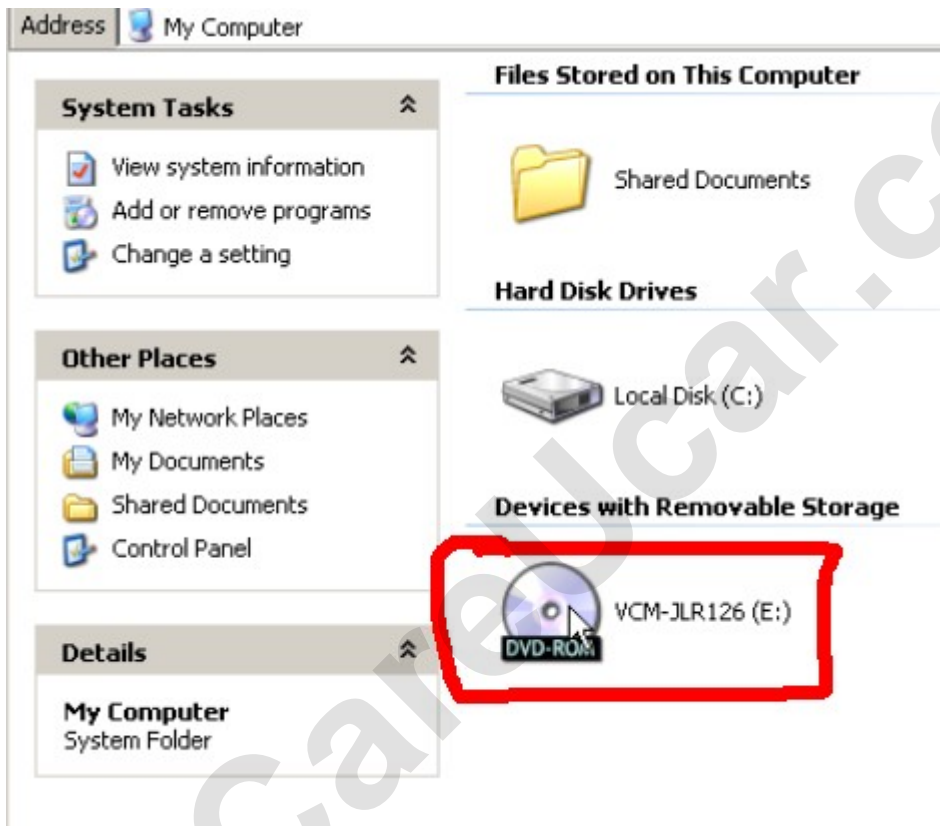 Address My Computer
System Tasks
View system information
Add or remove programs
Change a setting
Other Places
My Network Places
My Documents
Shared Documents
Control Panel
Details
My Computer
System Folder
Files Stored on This Computer
Shared Documents
Hard Disk Drives
Local Disk (C:)
Devices with Removable Storage
DVD-ROM
VCM-JLR126 (E:)
CareUcar.co